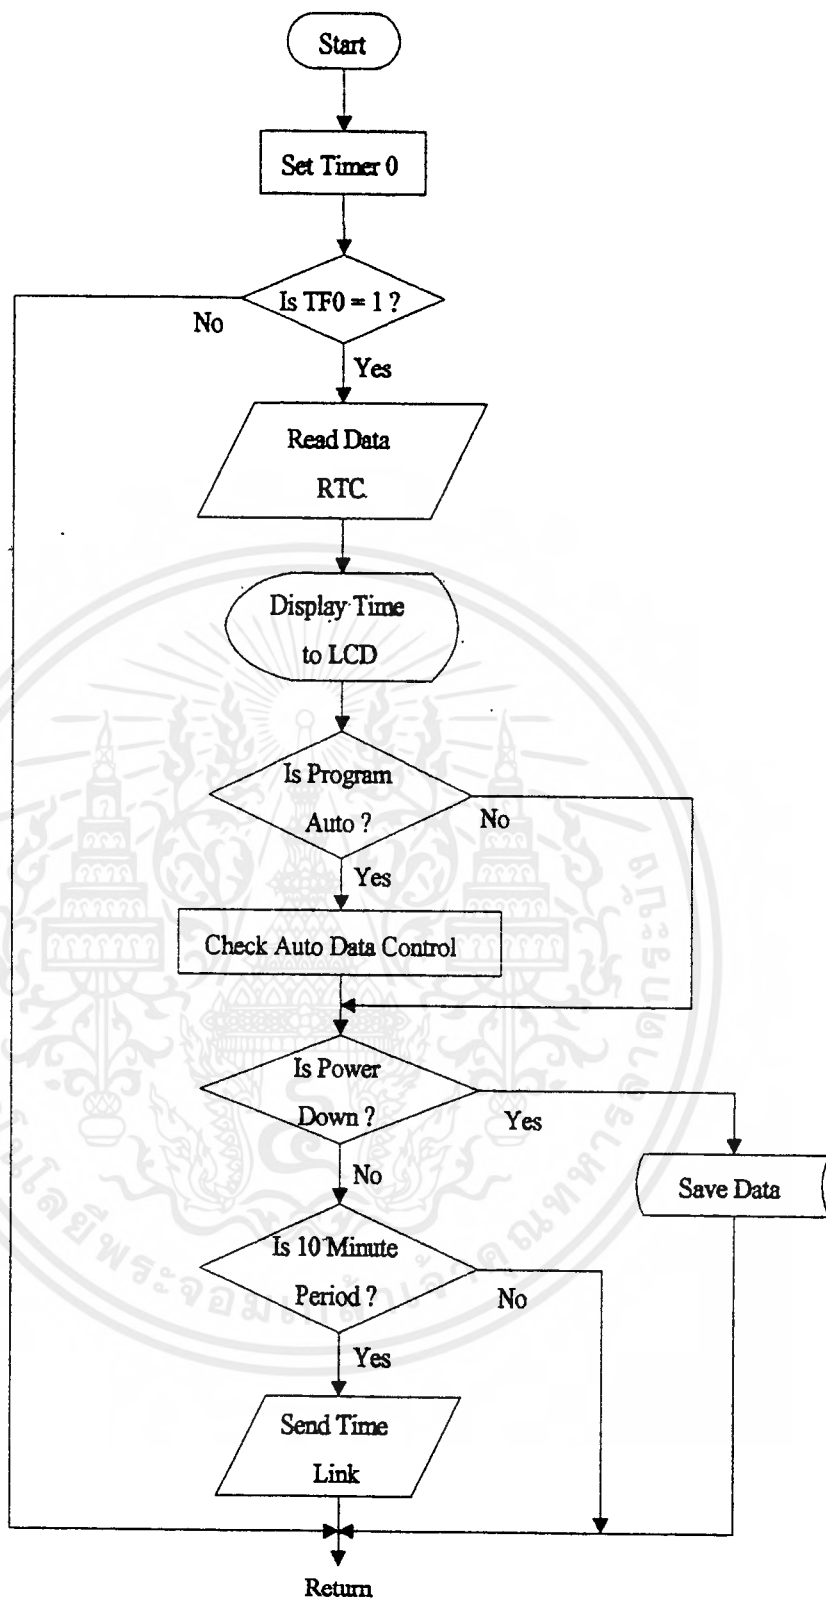 Start
Set Timer 0
Is TF0 = 1 ?
No
Yes
Read Data
RTC.
Display Time
to LCD
Is Program
Auto ?
No
Yes
Check Auto Data Control
Is Power
Down ?
Yes
No
Save Data
Is 10 Minute
Period ?
No
Yes
Send Time
Link
Return